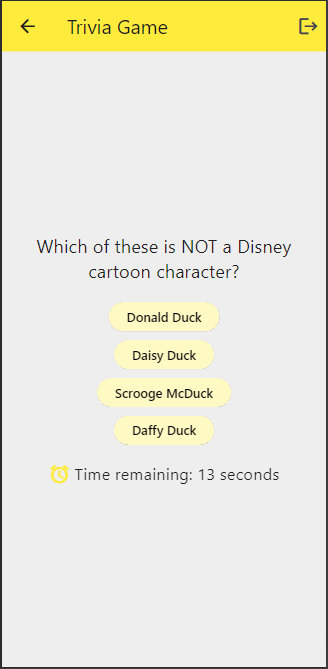 Trivia Game
Which of these is NOT a Disney
cartoon character?
Donald Duck
Daisy Duck
Scrooge McDuck
Daffy Duck
Time remaining: 13 seconds